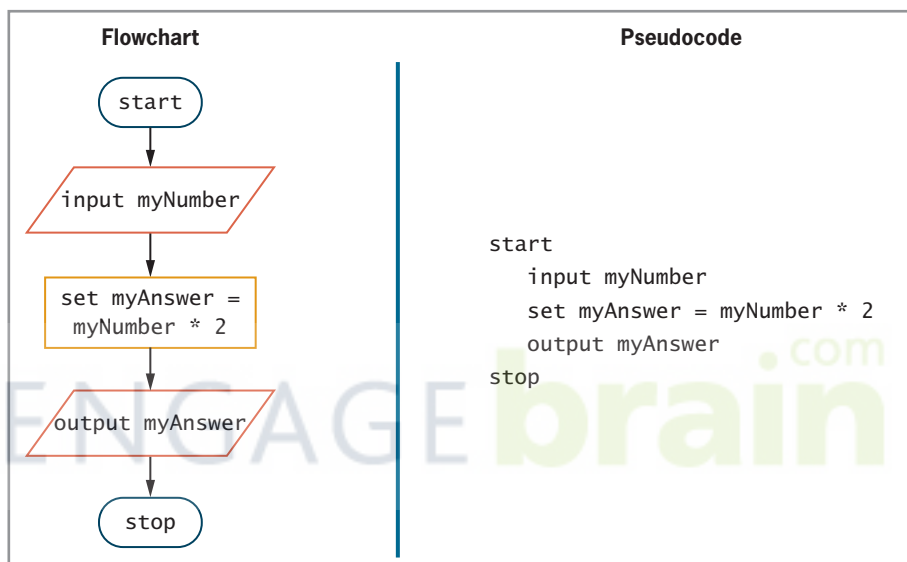 Flowchart
start
input myNumber
set myAnswer =
myNumber * 2
output myAnswer
stop
Pseudocode
start
input myNumber
set myAnswer = myNumber * 2
output myAnswer
stop
ENGAGEbrain
.com